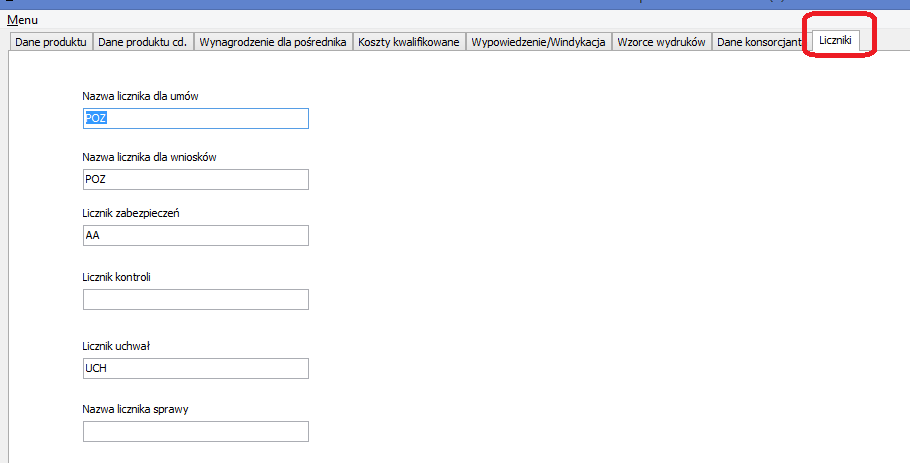 Menu
Dane produktu Dane produktu cd. Wynagrodzenie dla pośrednika Koszty kwalifikowane Wypowiedzenie/Windykacja Wzorce wydruków Dane konsorcjant Liczniki
Nazwa licznika dla umów
POZ
Nazwa licznika dla wniosków
POZ
Licznik zabezpieczeń
AA
Licznik kontroli
Licznik uchwał
UCH
Nazwa licznika sprawy